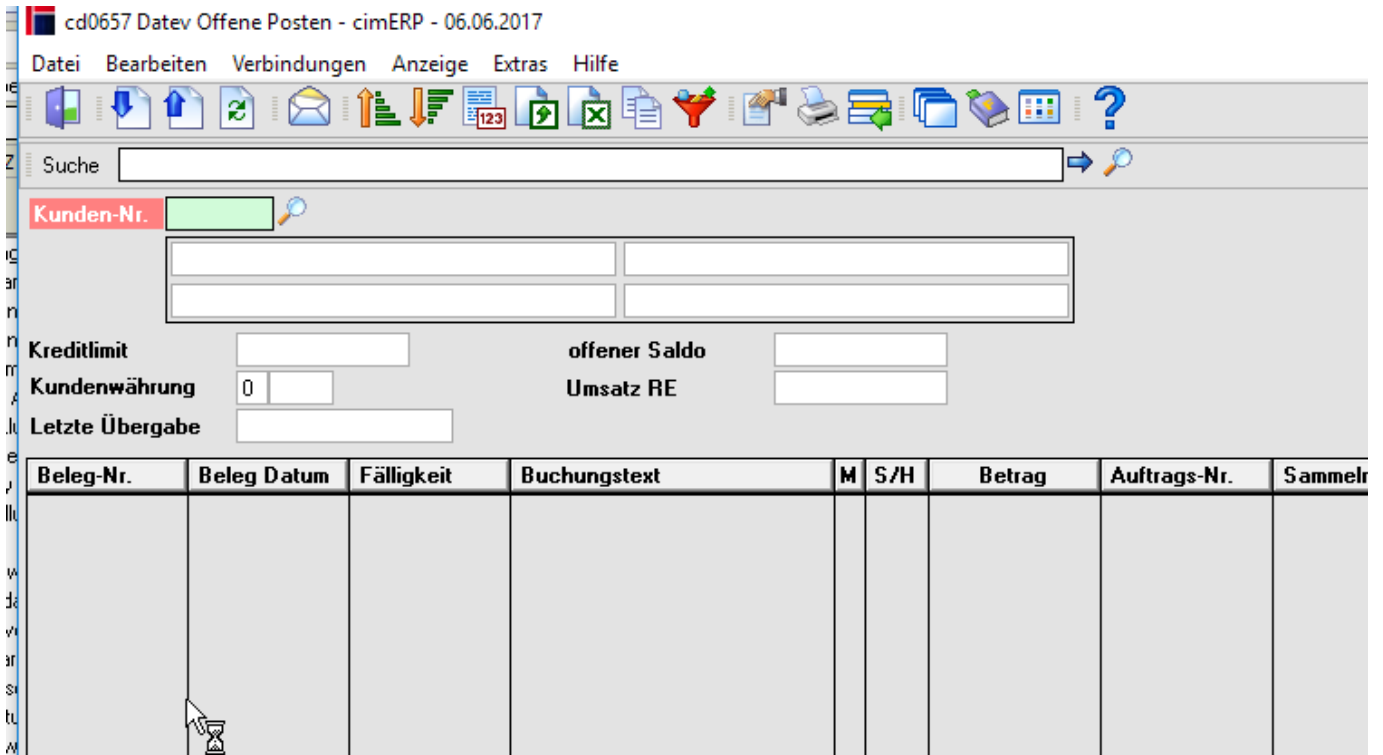 cd0657 Datev Offene Posten - cimERP - 06.06.2017
Datei Bearbeiten Verbindungen Anzeige Extras Hilfe
123
Suche
Kunden-Nr.
Kreditlimit offener Saldo
Kundenwährung 0 Umsatz RE
Letzte Übergabe
Beleg-Nr. Beleg Datum Fälligkeit Buchungstext M S/H Betrag Auftrags-Nr.